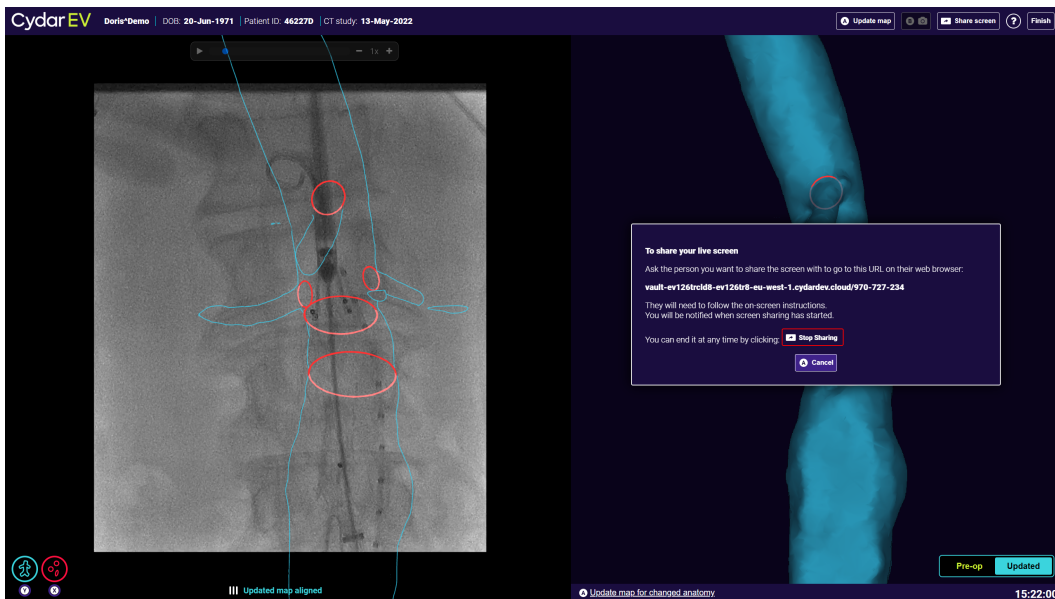 CydarEV
Doris^Demo | DOB: 20-Jun-1971 | Patient ID: 46227D | CT study: 13-May-2022
A Update map
B
Share screen
?
Finish
1x
To share your live screen
Ask the person you want to share the screen with to go to this URL on their web browser:
vault-ev126trcld8-ev126tr8-eu-west-1.cydardev.cloud/970-727-234
They will need to follow the on-screen instructions.
You will be notified when screen sharing has started.
You can end it at any time by clicking: Stop Sharing
A Cancel
Pre-op Updated
Y X
Updated map aligned
A Update map for changed anatomy
15:22:00